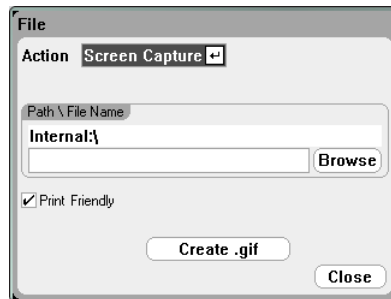 File
Action Screen Capture
Path \ File Name
Internal:\
Browse
Print Friendly
Create .gif
Close